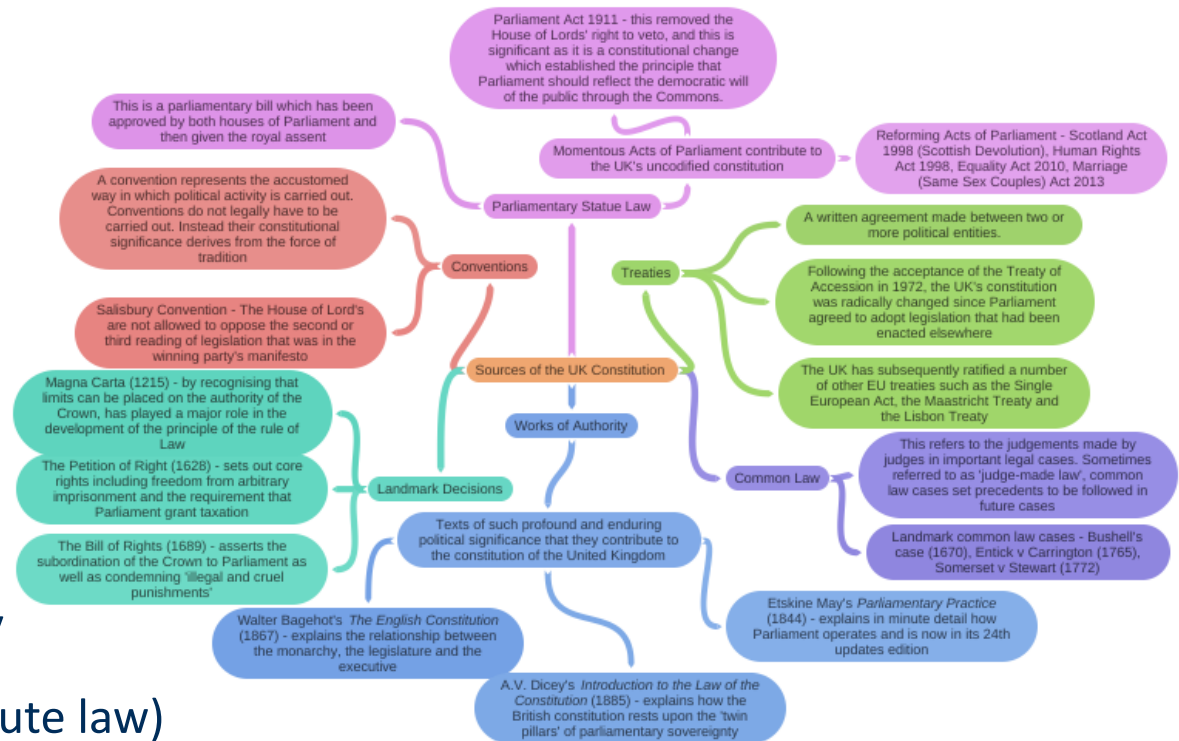 Parliament Act 1911 - this removed the
House of Lords' right to veto, and this is
significant as it is a constitutional change
which established the principle that
Parliament should reflect the democratic will
of the public through the Commons.
This is a parliamentary bill which has been
approved by both houses of Parliament and
then given the royal assent
Momentous Acts of Parliament contribute to
the UK's uncodified constitution
Reforming Acts of Parliament - Scotland Act
1998 (Scottish Devolution), Human Rights
Act 1998, Equality Act 2010, Marriage
(Same Sex Couples) Act 2013
Parliamentary Statue Law
A convention represents the accustomed
way in which political activity is carried out.
Conventions do not legally have to be
carried out. Instead their constitutional
significance derives from the force of
tradition
Conventions
Salisbury Convention - The House of Lord's
are not allowed to oppose the second or
third reading of legislation that was in the
winning party's manifesto
Treaties
A written agreement made between two or
more political entities.
Following the acceptance of the Treaty of
Accession in 1972, the UK's constitution
was radically changed since Parliament
agreed to adopt legislation that had been
enacted elsewhere
The UK has subsequently ratified a number
of other EU treaties such as the Single
European Act, the Maastricht Treaty and
the Lisbon Treaty
Sources of the UK Constitution
Magna Carta (1215) - by recognising that
limits can be placed on the authority of the
Crown, has played a major role in the
development of the principle of the rule of
Law
The Petition of Right (1628) - sets out core
rights including freedom from arbitrary
imprisonment and the requirement that
Parliament grant taxation
The Bill of Rights (1689) - asserts the
subordination of the Crown to Parliament as
well as condemning 'illegal and cruel
punishments'
Landmark Decisions
Works of Authority
Common Law
This refers to the judgements made by
judges in important legal cases. Sometimes
referred to as 'judge-made law', common
law cases set precedents to be followed in
future cases
Landmark common law cases - Bushell's
case (1670), Entick v Carrington (1765),
Somerset v Stewart (1772)
Texts of such profound and enduring
political significance that they contribute to
the constitution of the United Kingdom
Walter Bagehot's The English Constitution
(1867) - explains the relationship between
the monarchy, the legislature and the
executive
Etskine May's Parliamentary Practice
(1844) - explains in minute detail how
Parliament operates and is now in its 24th
updates edition
A.V. Dicey's Introduction to the Law of the
Constitution (1885) - explains how the
British constitution rests upon the 'twin
pillars' of parliamentary sovereignty
ute law)